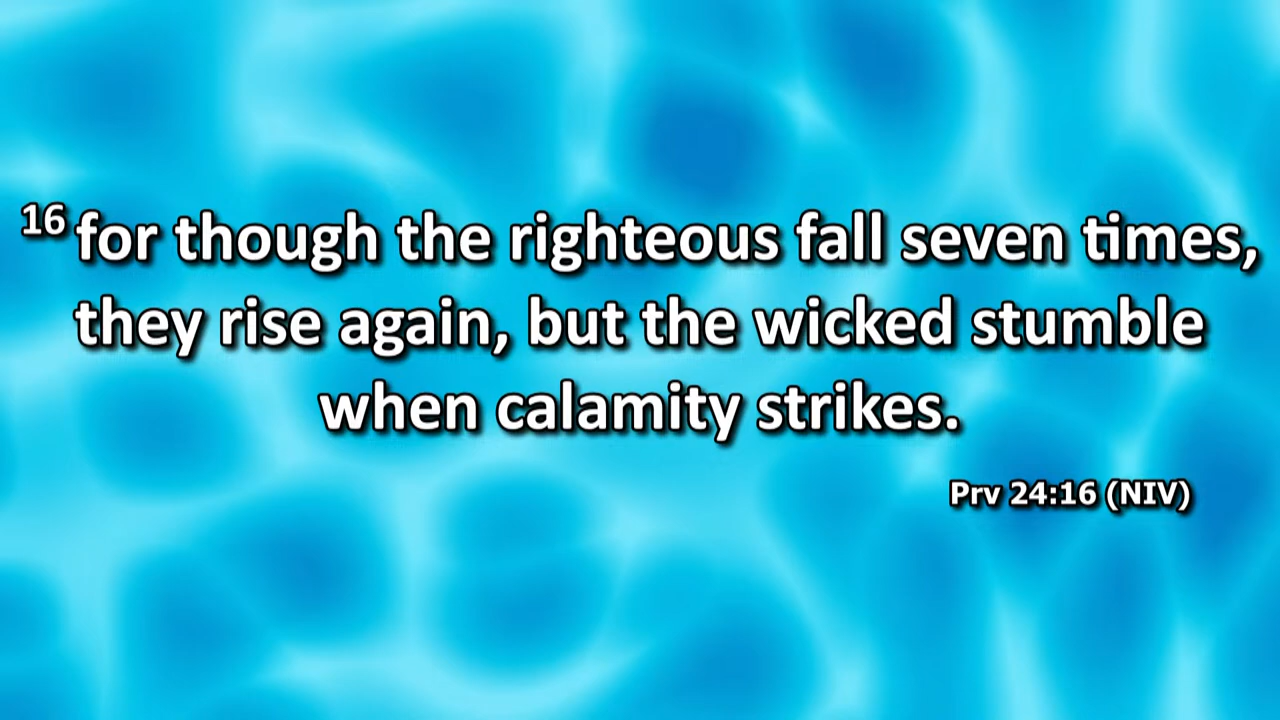 16 for though the righteous fall seven times,
they rise again, but the wicked stumble
when calamity strikes.
Prv 24:16 (NIV)